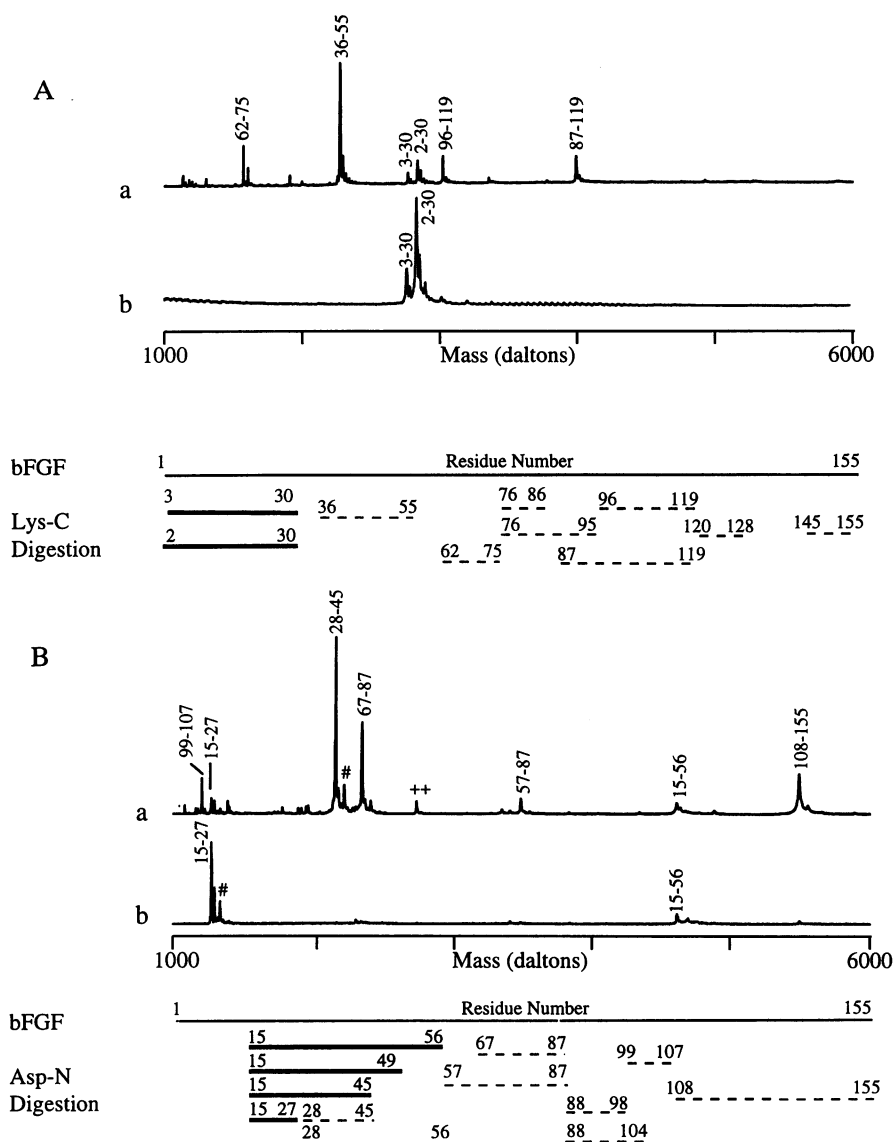 A
62-75
36-55
3-30
2-30
96-119
87-119
a
3-30
2-30
b
1000 Mass (daltons) 6000
bFGF 1 Residue Number 155
3 30 36 55 76 86 96 119
Lys-C
Digestion
76 95 120 128 145 155
2 30 62 75 87 119
B
99-107
15-27
28-45
#
67-87
++
57-87
15-56
108-155
a
15-27
#
15-56
b
1000 Mass (daltons) 6000
bFGF 1 Residue Number 155
15 56 67 87 99 107
15 49 57 87
Asp-N
Digestion
15 45 88 98 108 155
15 27 28 45
28 56 88 104